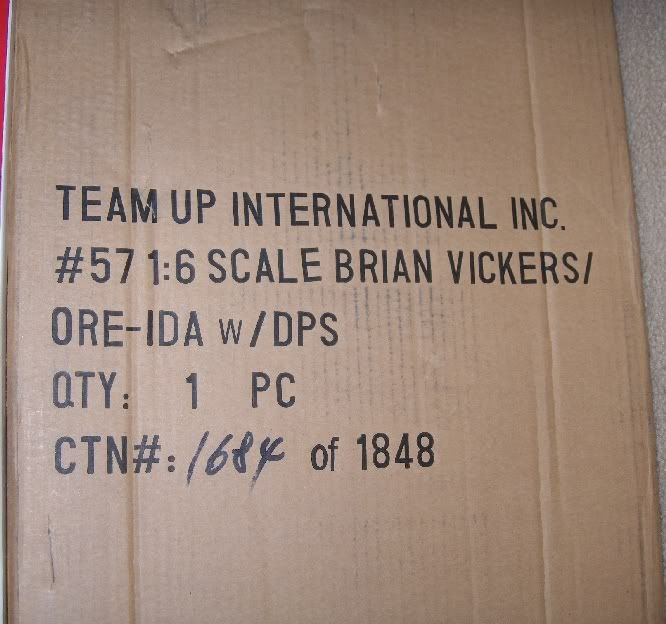 TEAM UP INTERNATIONAL INC.
#57 1:6 SCALE BRIAN VICKERS/
ORE-IDA w/DPS
QTY: 1 PC
CTN#: 1684 of 1848